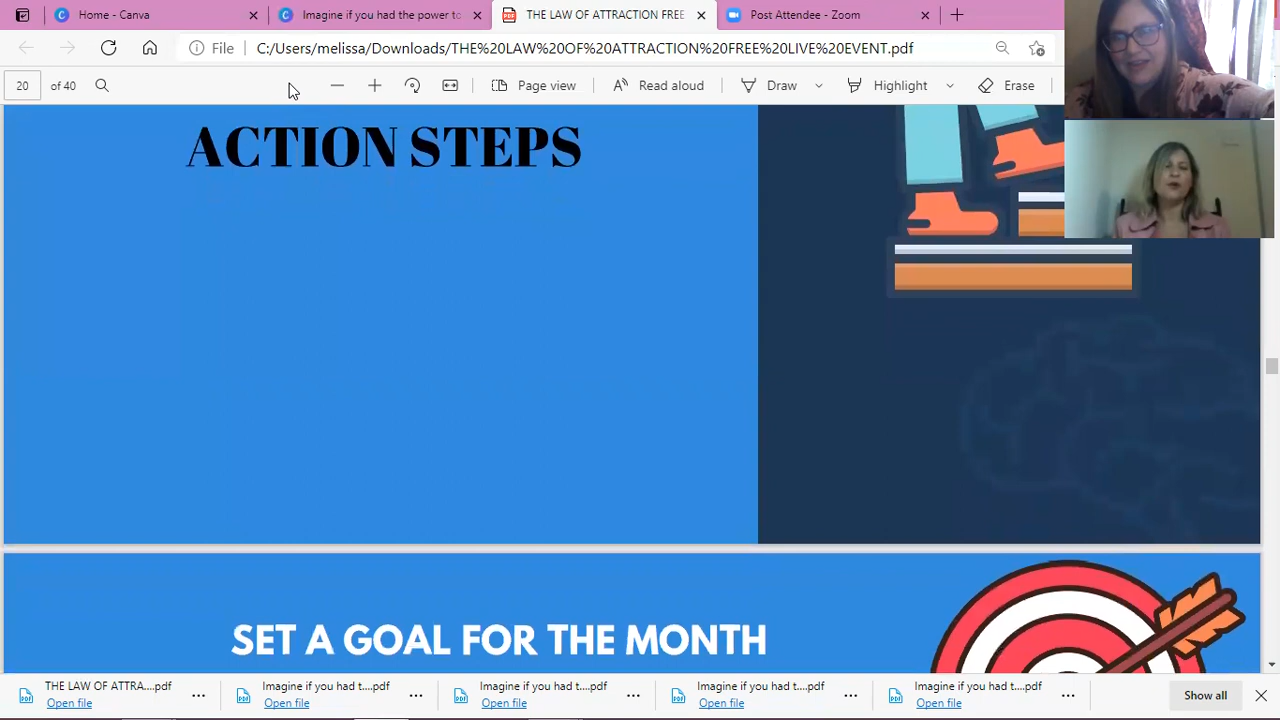 Home - Canva
Imagine if you had the power to
THE LAW OF ATTRACTION FREE
Post Attendee - Zoom
File
C:/Users/melissa/Downloads/THE%20LAW%20OF%20ATTRACTION%20FREE%20LIVE%20EVENT.pdf
20 of 40
Page view
Read aloud
Draw
Highlight
Erase
ACTION STEPS
SET A GOAL FOR THE MONTH
THE LAW OF ATTRA....pdf
Open file
Imagine if you had t....pdf
Open file
Imagine if you had t....pdf
Open file
Imagine if you had t....pdf
Open file
Imagine if you had t....pdf
Open file
Show all